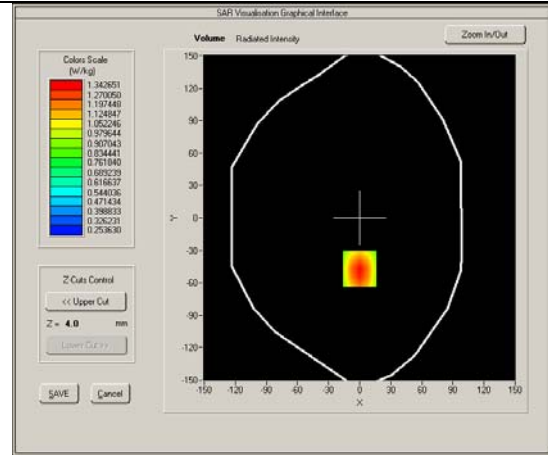 SAR Visualisation Graphical Interface
Volume Radiated Intensity
Zoom In/Out
Colors Scale
(W/kg)
1.342651
1.270050
1.197448
1.124847
1.052246
0.979644
0.907043
0.834441
0.761840
0.689239
0.616637
0.544036
0.471434
0.398833
0.326231
0.253630
Z Cuts Control
<< Upper Cut
Z = 4.0 mm
Lower Cut >>
SAVE
Cancel
150
120
90
60
30
0
-30
-60
-90
-120
-150
Y
-150 -120 -90 -60 -30 0 30 60 90 120 150
X